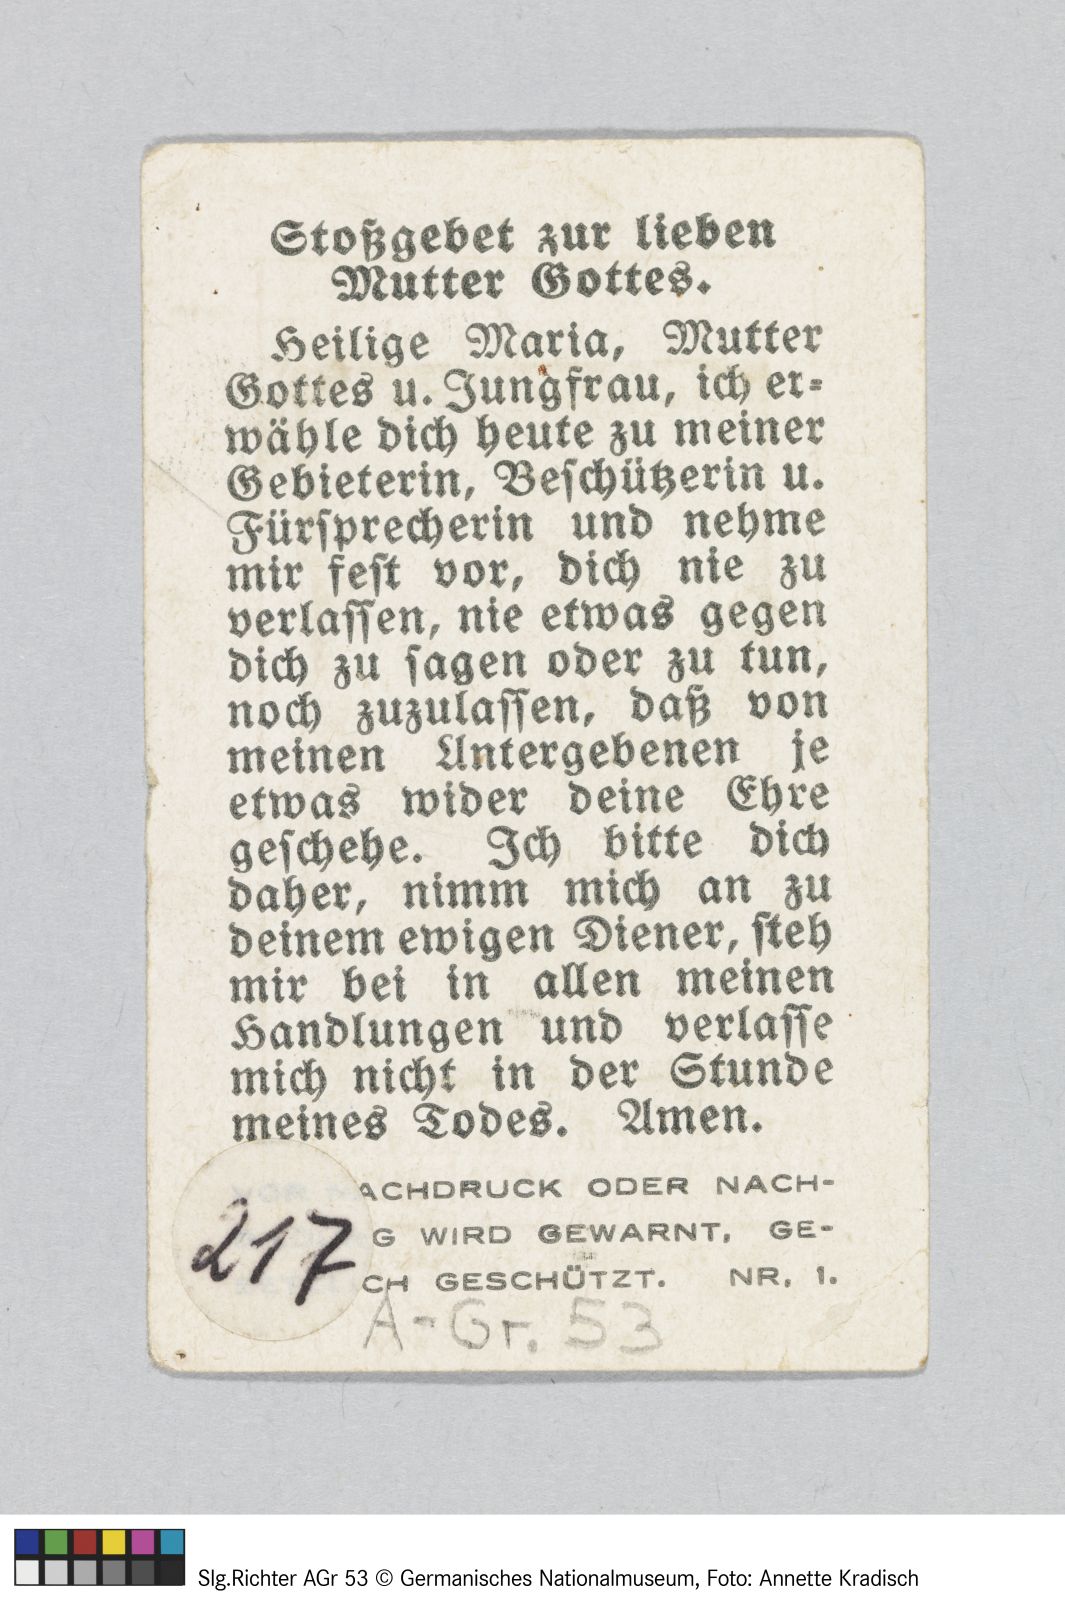 Stoßgebet zur lieben
Mutter Gottes.
Heilige Maria, Mutter
Gottes u. Jungfrau, ich er-
wähle dich heute zu meiner
Gebieterin, Beschützerin u.
Fürsprecherin und nehme
mir fest vor, dich nie zu
verlassen, nie etwas gegen
dich zu sagen oder zu tun,
noch zuzulassen, daß von
meinen Untergebenen je
etwas wider deine Ehre
geschehe. Ich bitte dich
daher, nimm mich an zu
deinem ewigen Diener, steh
mir bei in allen meinen
Handlungen und verlasse
mich nicht in der Stunde
meines Todes. Amen.
VOR NACHDRUCK ODER NACH-
G WIRD GEWARNT, GE-
CH GESCHÜTZT. NR. 1.
217
A-Gr. 53
Slg.Richter AGr 53 © Germanisches Nationalmuseum, Foto: Annette Kradisch